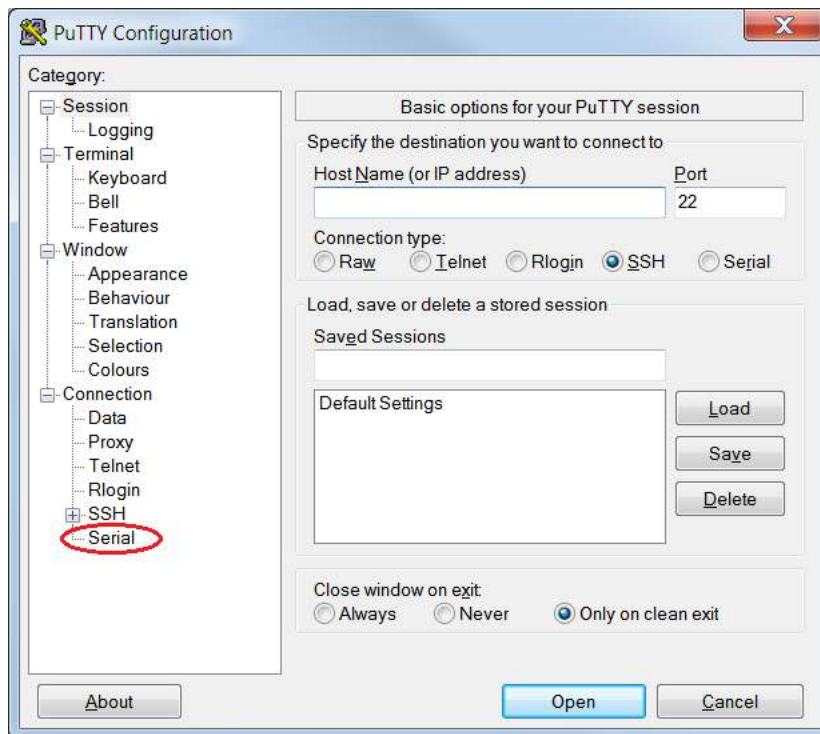 PuTTY Configuration
X
Category:
Session
Logging
Terminal
Keyboard
Bell
Features
Window
Appearance
Behaviour
Translation
Selection
Colours
Connection
Data
Proxy
Telnet
Rlogin
SSH
Serial
Basic options for your PuTTY session
Specify the destination you want to connect to
Host Name (or IP address) Port
22
Connection type:
Raw Telnet Rlogin SSH Serial
Load, save or delete a stored session
Saved Sessions
Default Settings
Load
Save
Delete
Close window on exit:
Always Never Only on clean exit
About Open Cancel